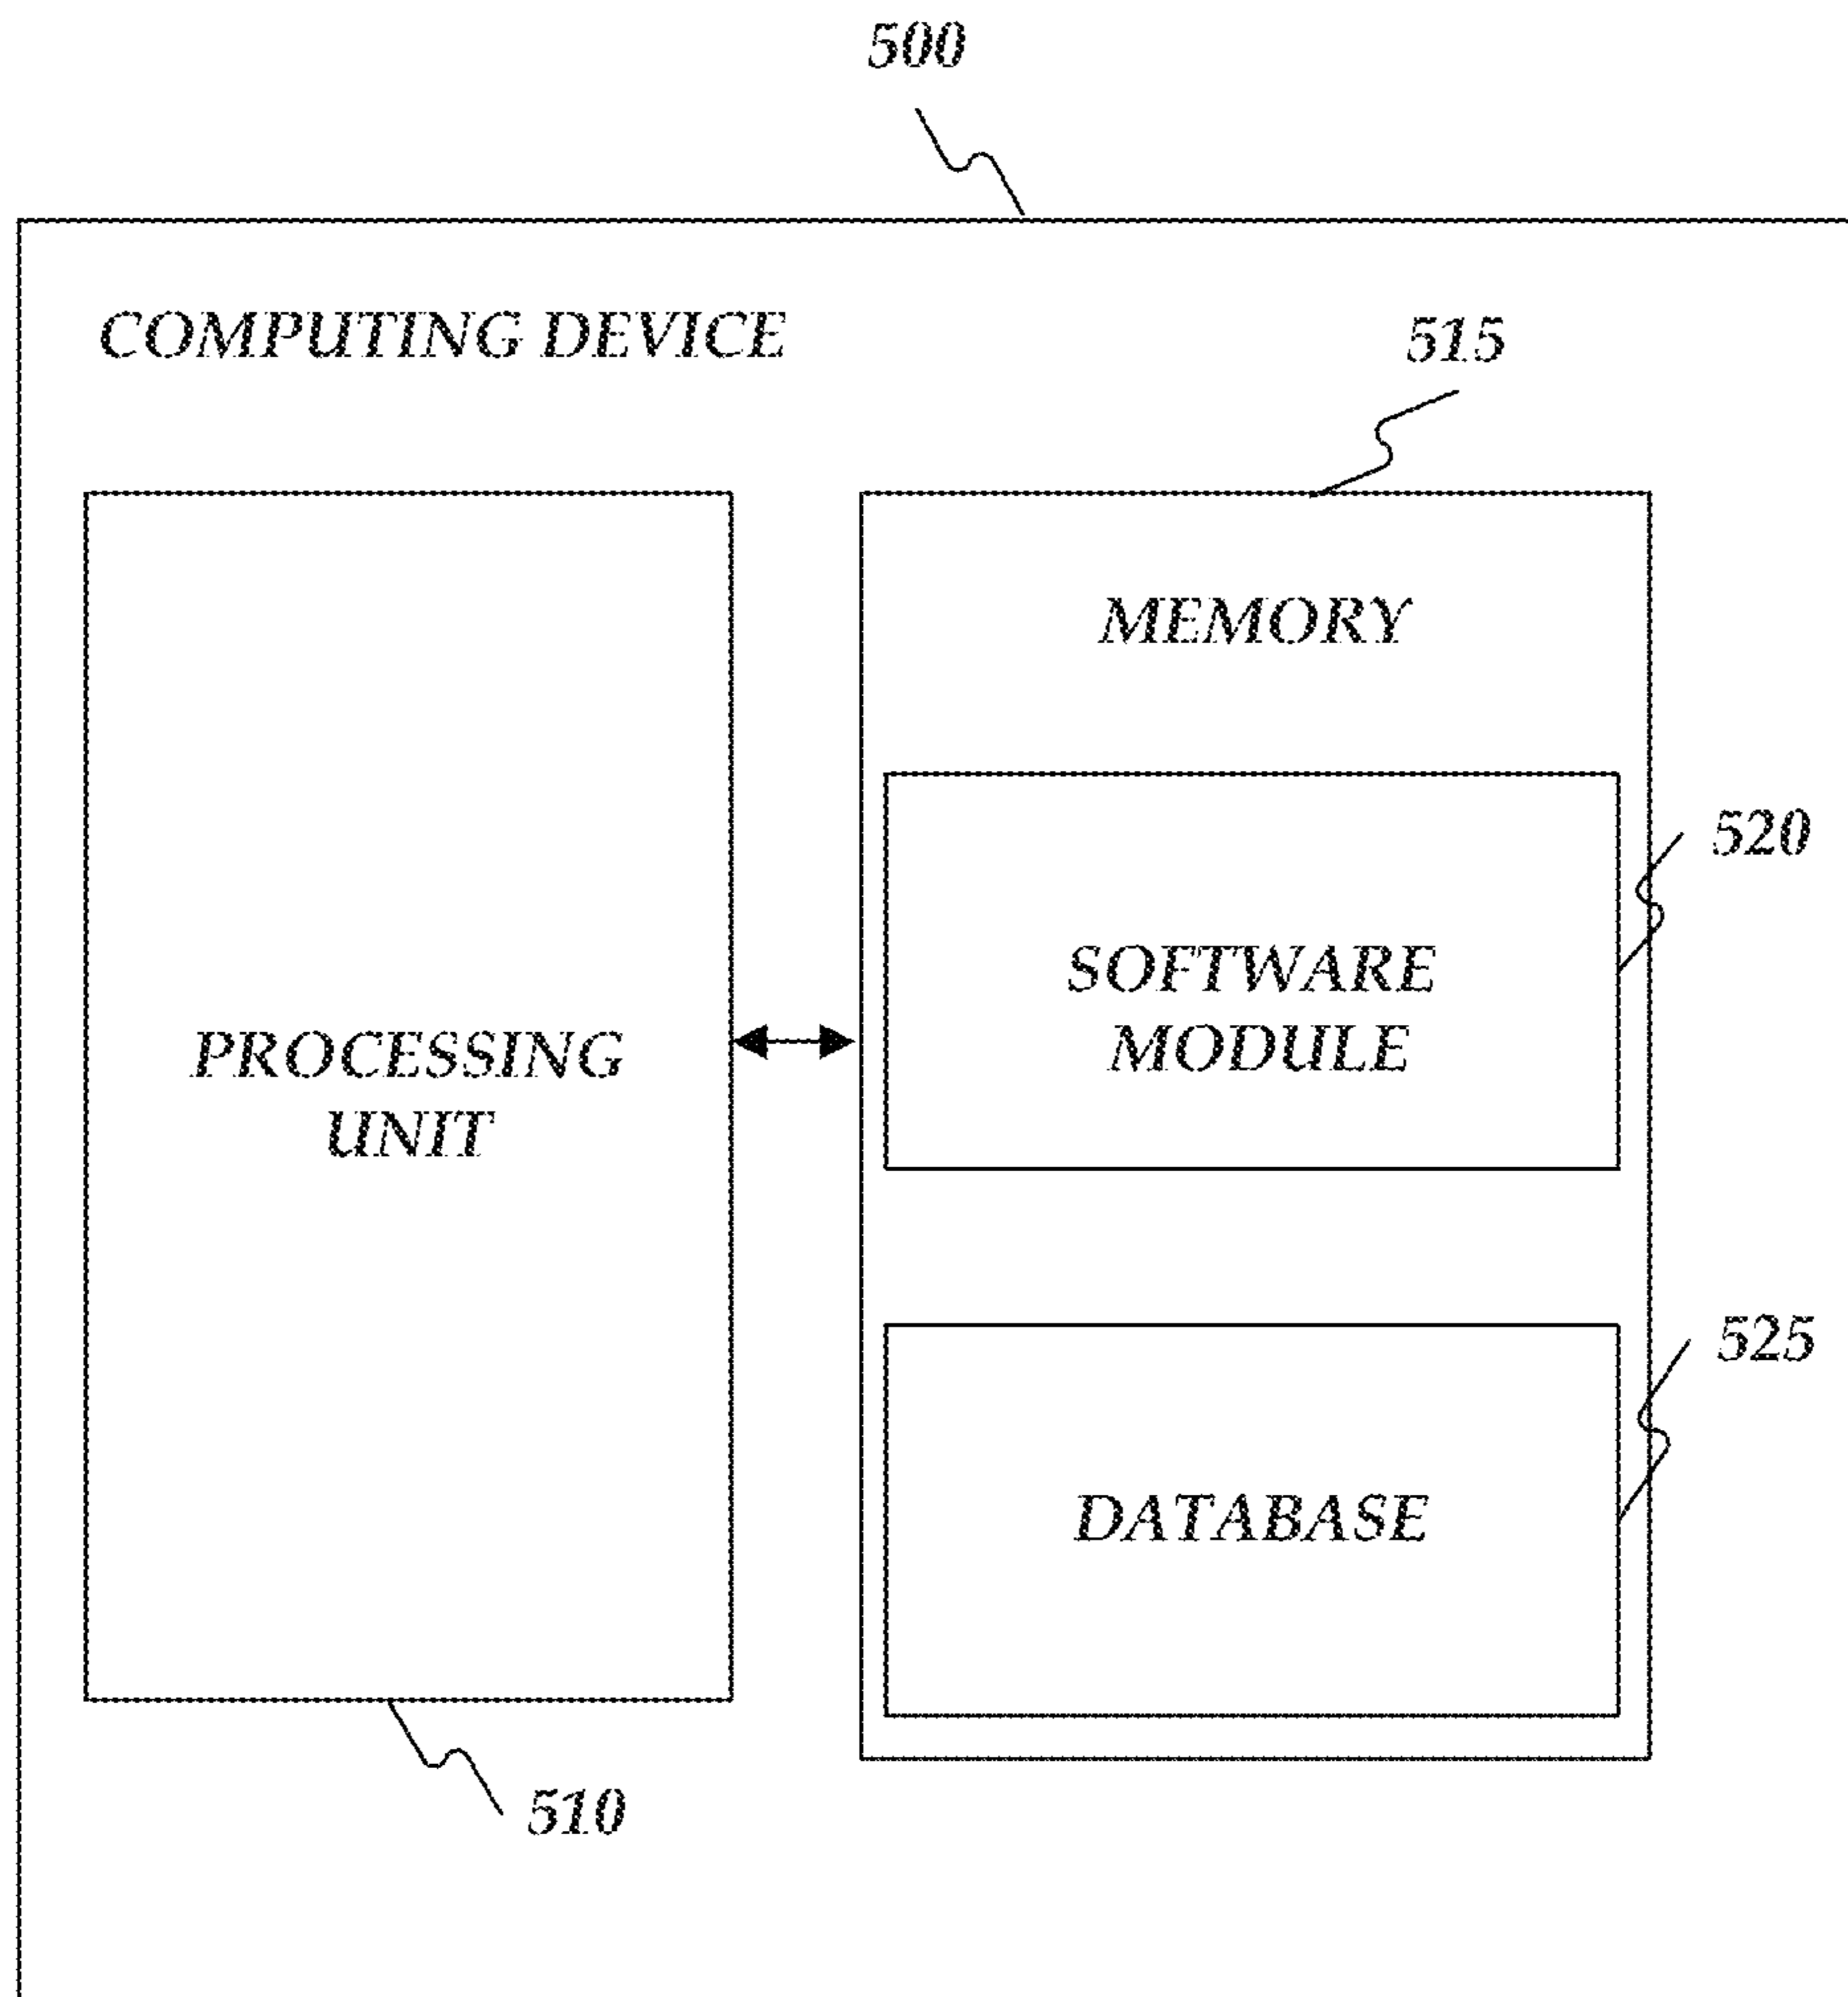 500
COMPUTING DEVICE
515
MEMORY
520
SOFTWARE
MODULE
PROCESSING
UNIT
525
DATABASE
510